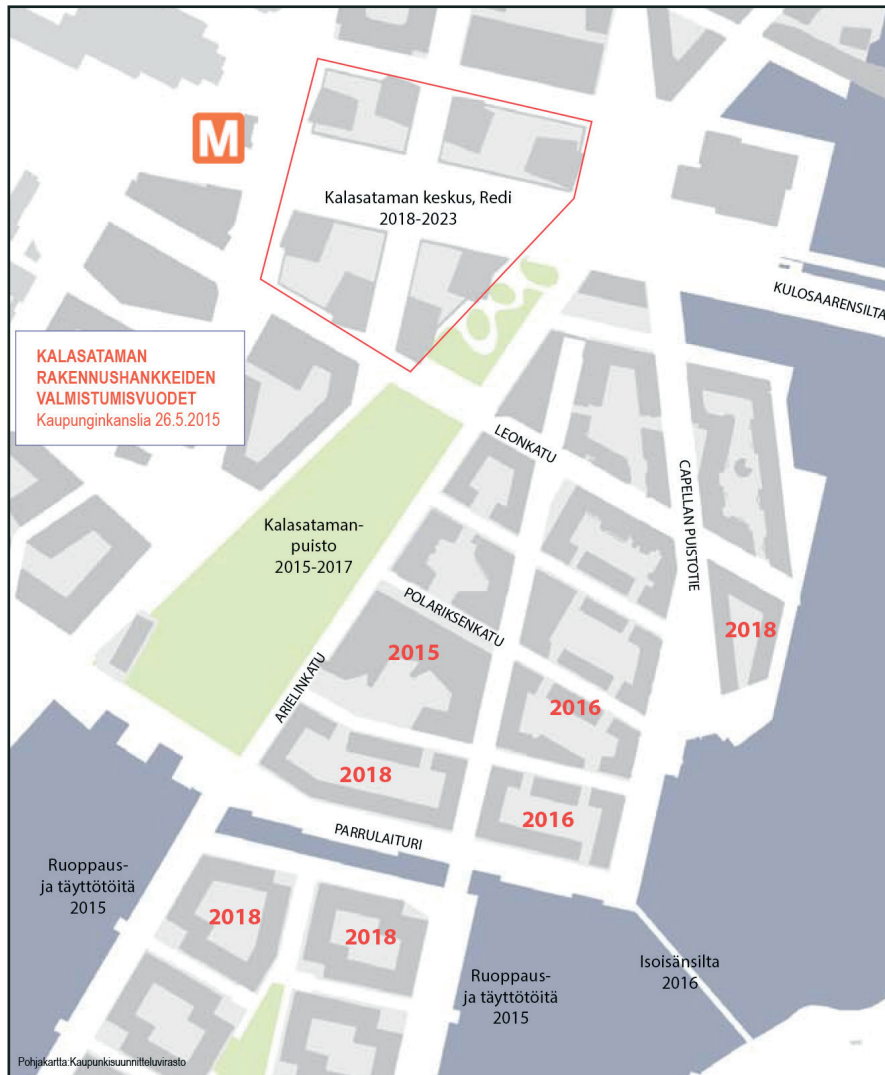 M
Kalasataman keskus, Redi
2018-2023
KULOSAARENSILTA
KALASATAMAN
RAKENNUSHANKKEIDEN
VALMISTUMISVUODET
Kaupunginkanslia 26.5.2015
LEONKATU
CAPELLAN PUISTOTIE
Kalasataman-
puisto
2015-2017
POLARIKSENKATU
2018
2015
ARIELINKATU
2016
2018
2016
PARRULAITURI
Ruoppaus-
ja täyttötöitä
2015
2018
2018
Ruoppaus-
ja täyttötöitä
2015
Isoisänsilta
2016
Pohjakartta:Kaupunkisuunnitteluvirasto